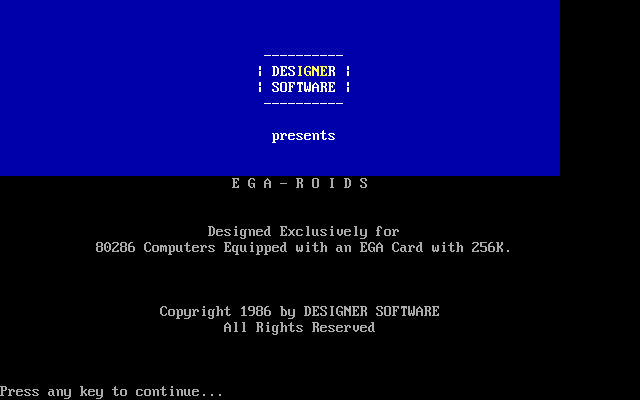 ----------
| DESIGNER |
| SOFTWARE |
----------
presents
E G A - R O I D S
Designed Exclusively for
80286 Computers Equipped with an EGA Card with 256K.
Copyright 1986 by DESIGNER SOFTWARE
All Rights Reserved
Press any key to continue...